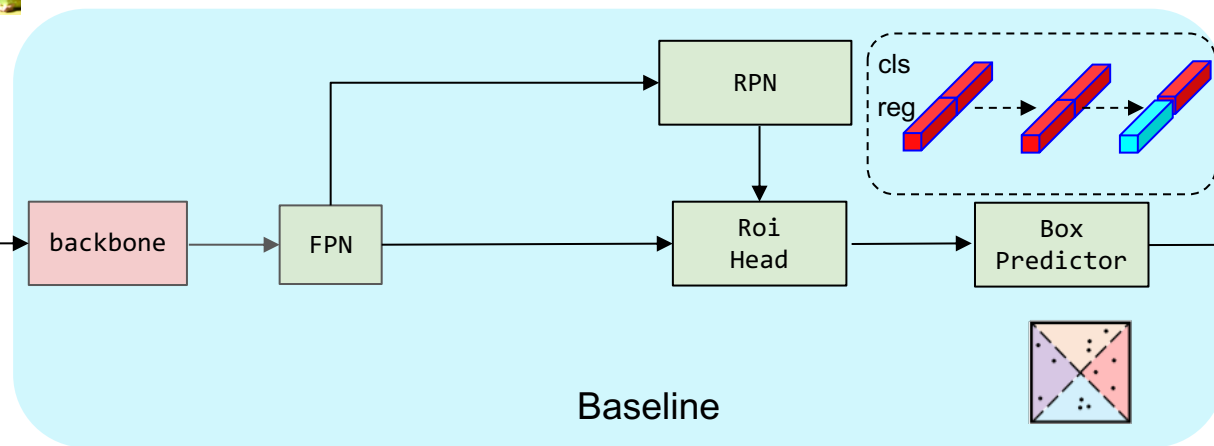 cls
RPN
reg
backbone
FPN
Roi
Head
Box
Predictor
Baseline